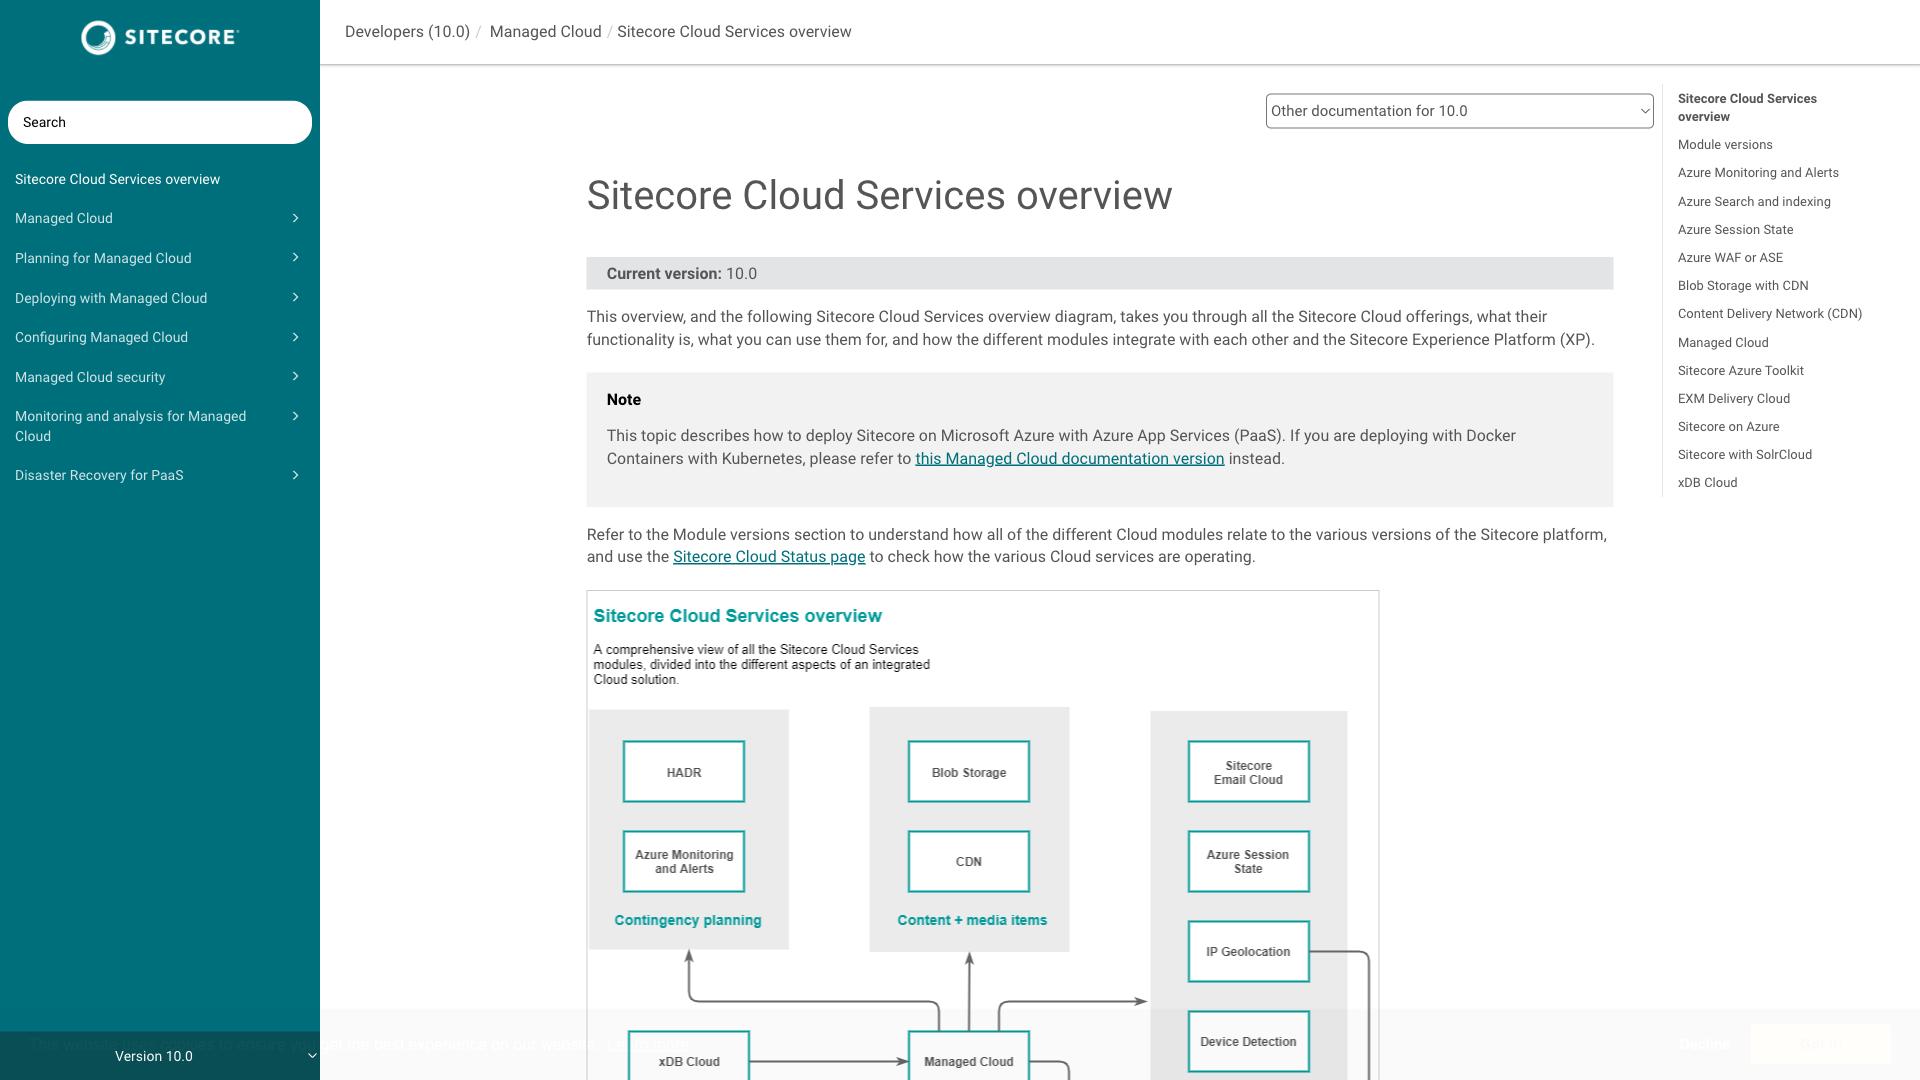 SITECORE
Developers (10.0) / Managed Cloud / Sitecore Cloud Services overview
Search
Sitecore Cloud Services overview
Managed Cloud
Planning for Managed Cloud
Deploying with Managed Cloud
Configuring Managed Cloud
Managed Cloud security
Monitoring and analysis for Managed
Cloud
Disaster Recovery for PaaS
Version 10.0
Other documentation for 10.0
Sitecore Cloud Services overview
Current version: 10.0
This overview, and the following Sitecore Cloud Services overview diagram, takes you through all the Sitecore Cloud offerings, what their
functionality is, what you can use them for, and how the different modules integrate with each other and the Sitecore Experience Platform (XP).
Note
This topic describes how to deploy Sitecore on Microsoft Azure with Azure App Services (PaaS). If you are deploying with Docker
Containers with Kubernetes, please refer to this Managed Cloud documentation version instead.
Refer to the Module versions section to understand how all of the different Cloud modules relate to the various versions of the Sitecore platform,
and use the Sitecore Cloud Status page to check how the various Cloud services are operating.
Sitecore Cloud Services overview
A comprehensive view of all the Sitecore Cloud Services
modules, divided into the different aspects of an integrated
Cloud solution.
HADR
Azure Monitoring
and Alerts
Contingency planning
Blob Storage
CDN
Content + media items
Sitecore
Email Cloud
Azure Session
State
IP Geolocation
Device Detection
xDB Cloud
Managed Cloud
Sitecore Cloud Services
overview
Module versions
Azure Monitoring and Alerts
Azure Search and indexing
Azure Session State
Azure WAF or ASE
Blob Storage with CDN
Content Delivery Network (CDN)
Managed Cloud
Sitecore Azure Toolkit
EXM Delivery Cloud
Sitecore on Azure
Sitecore with SolrCloud
xDB Cloud
This website uses cookies to ensure you get the best experience on our website.
Decline